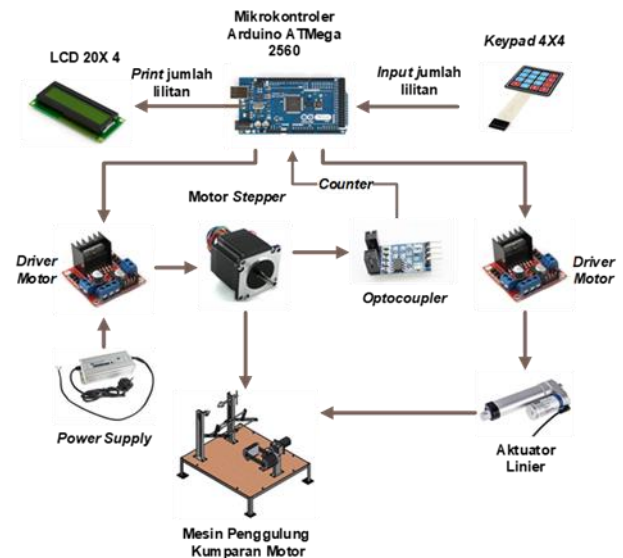 Mikrokontroler
Arduino ATMega
2560
LCD 20X 4
Keypad 4X4
Print jumlah
lilitan
Input jumlah
lilitan
Motor Stepper
Counter
Driver
Motor
Optocoupler
Driver
Motor
Power Supply
Aktuator
Linier
Mesin Penggulung
Kumparan Motor